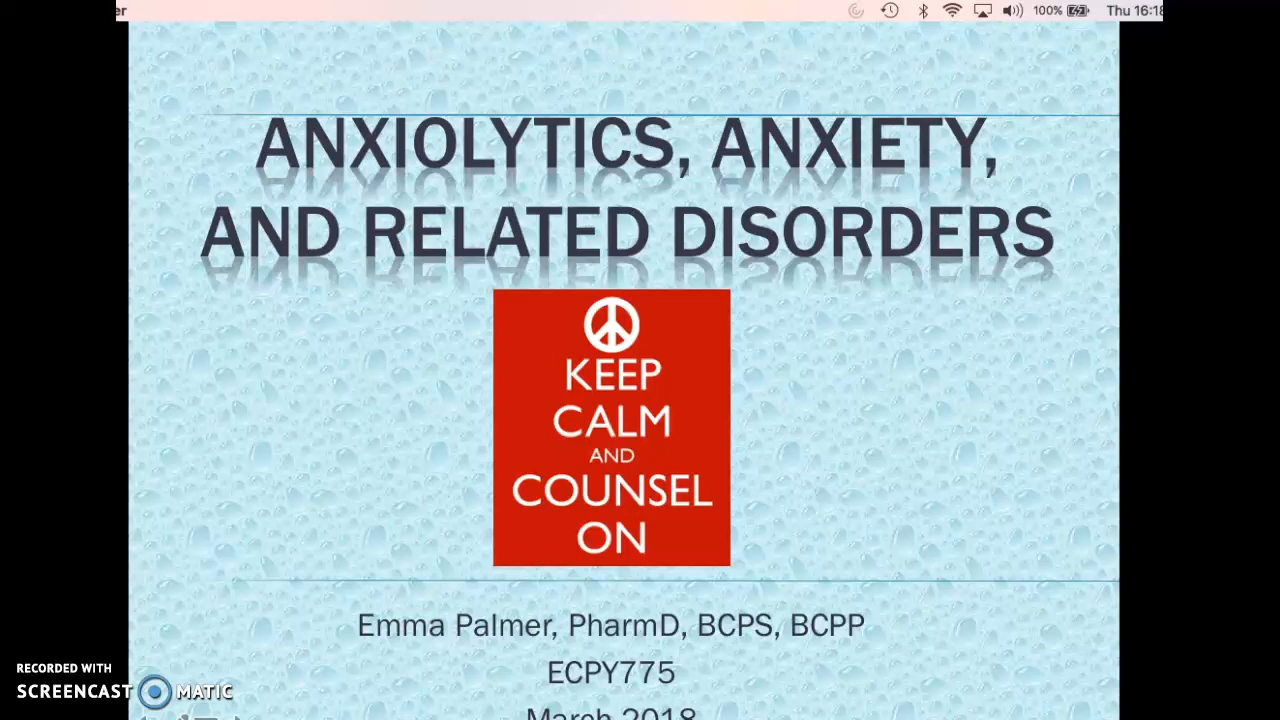 er
100%
Thu 16:18
ANXIOLYTICS, ANXIETY,
AND RELATED DISORDERS
KEEP
CALM
AND
COUNSEL
ON
Emma Palmer, PharmD, BCPS, BCPP
ECPY775
March 2018
RECORDED WITH
SCREENCAST MATIC